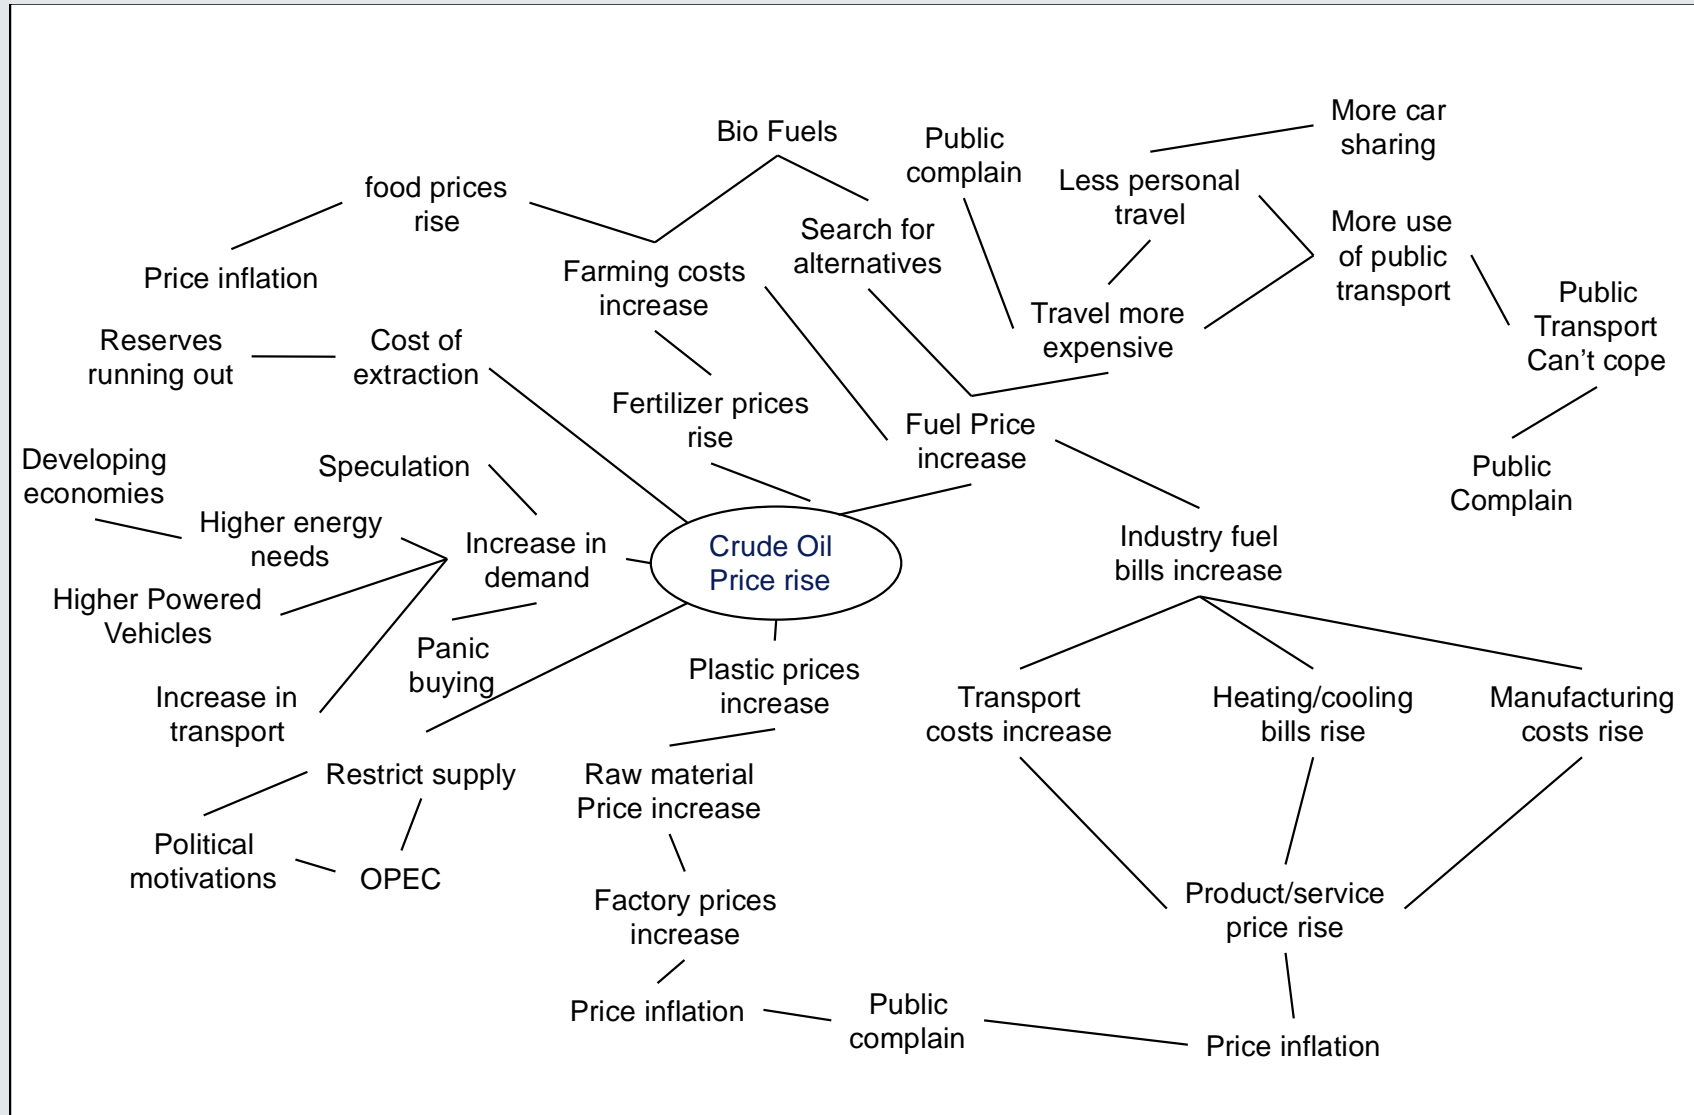 More car
sharing
Bio Fuels
Public
complain
Less personal
travel
food prices
rise
Search for
alternatives
More use
of public
transport
Price inflation
Farming costs
increase
Travel more
expensive
Public
Transport
Can't cope
Reserves
running out
Cost of
extraction
Fertilizer prices
rise
Fuel Price
increase
Developing
economies
Speculation
Public
Complain
Higher energy
needs
Increase in
demand
Crude Oil
Price rise
Industry fuel
bills increase
Higher Powered
Vehicles
Panic
buying
Increase in
transport
Plastic prices
increase
Transport
costs increase
Heating/cooling
bills rise
Manufacturing
costs rise
Restrict supply
Raw material
Price increase
Political
motivations
OPEC
Factory prices
increase
Product/service
price rise
Price inflation
Public
complain
Price inflation